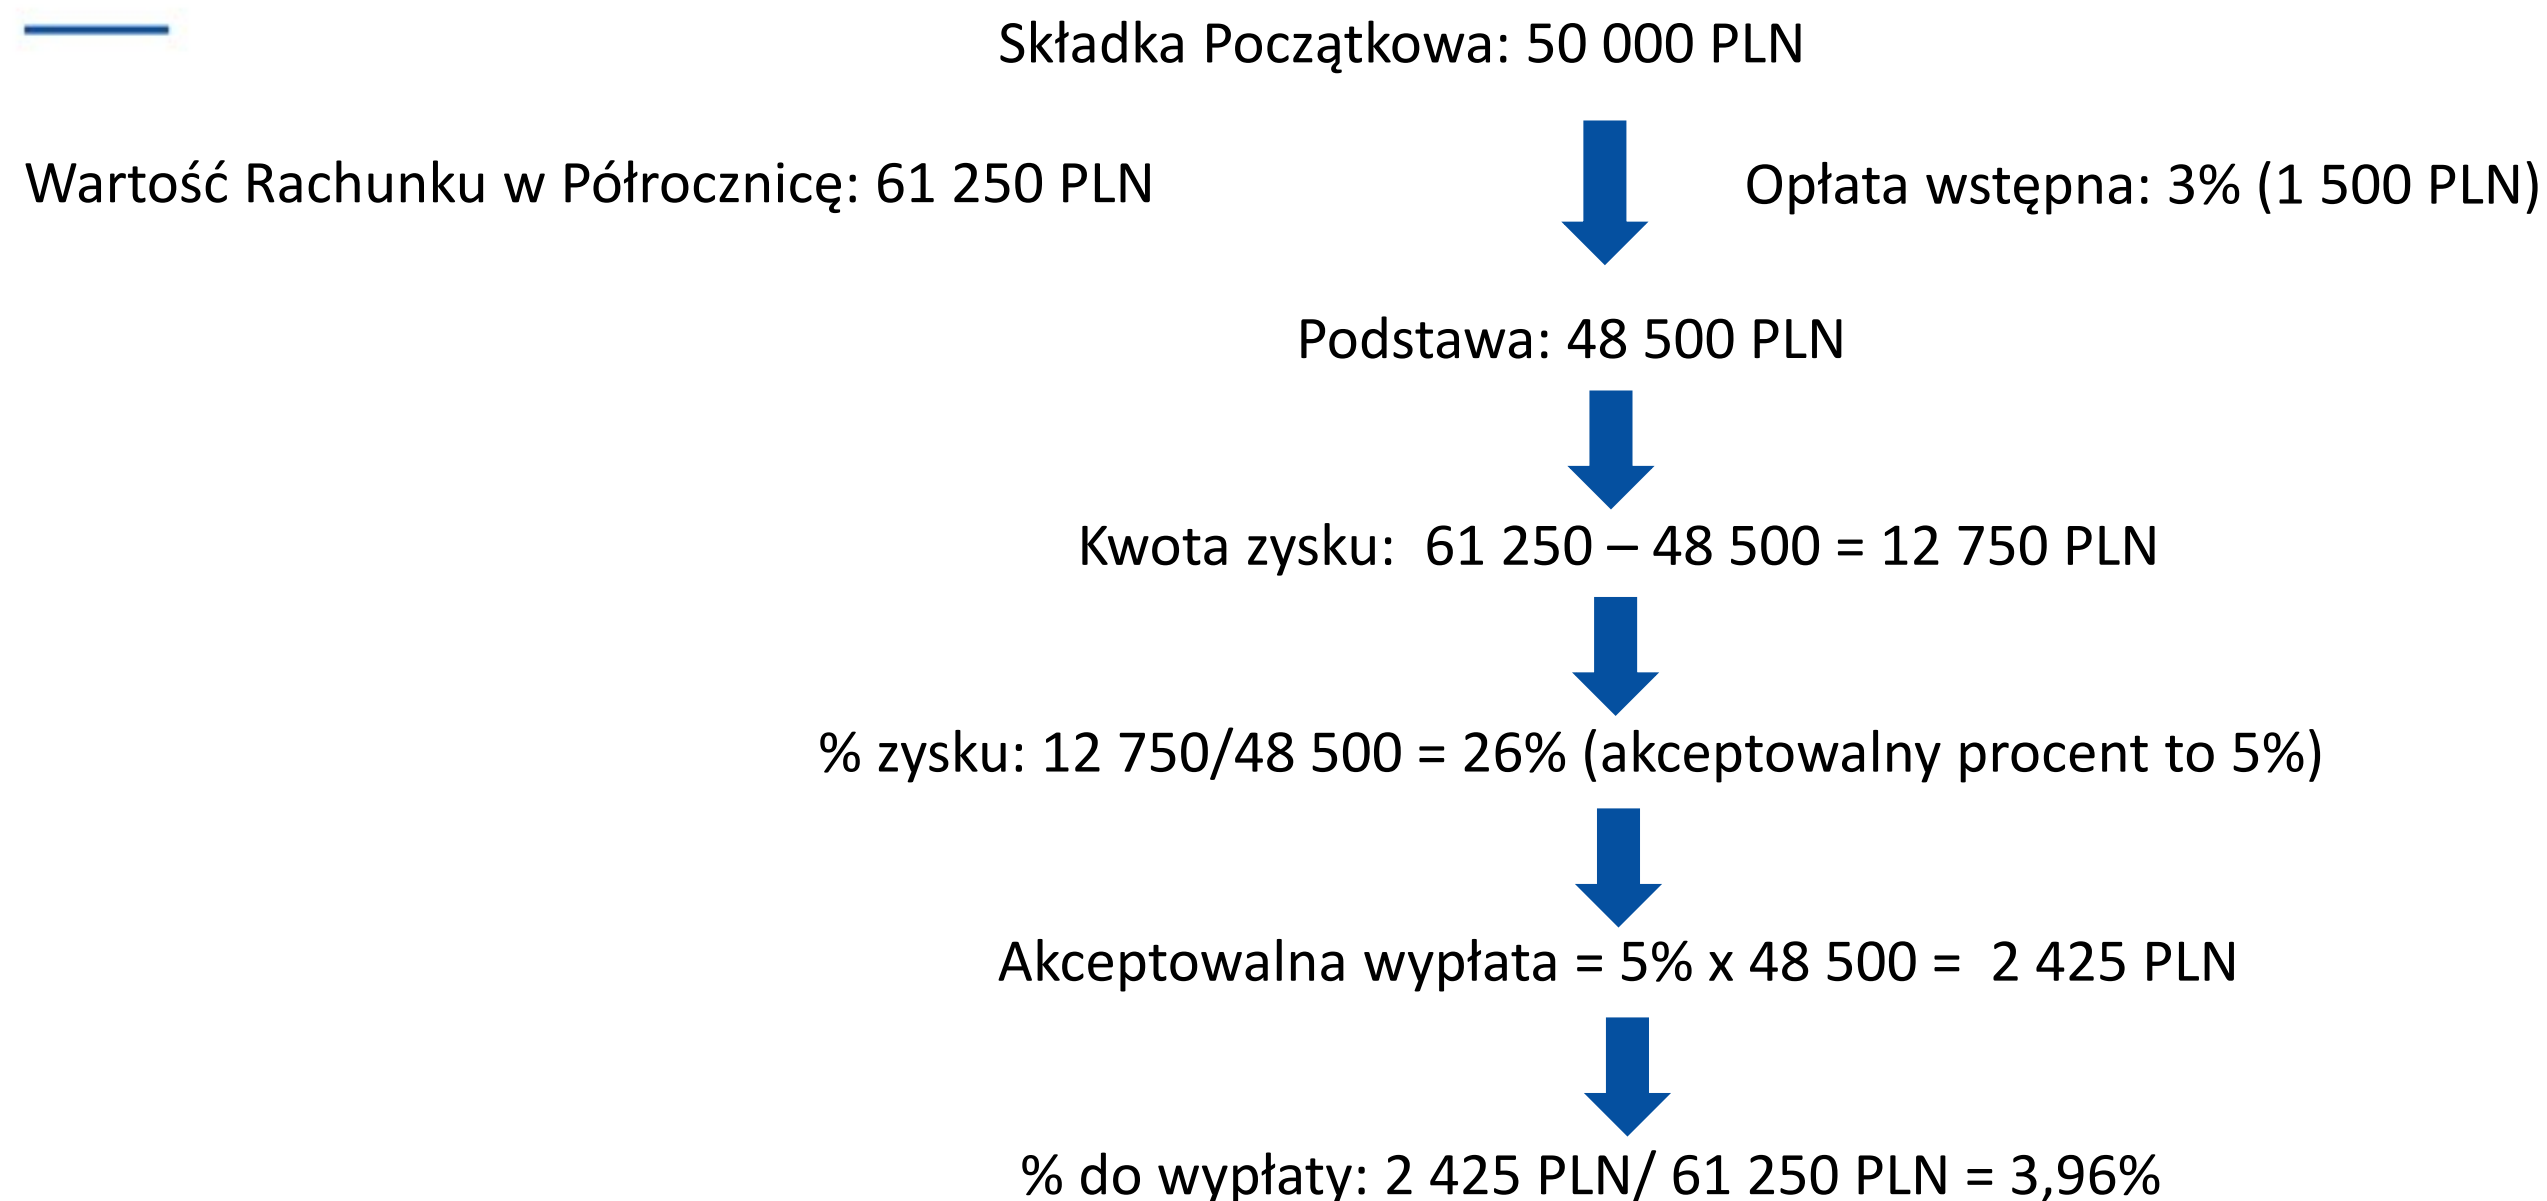 Składka Początkowa: 50 000 PLN
Wartość Rachunku w Półrocznicę: 61 250 PLN
Opłata wstępna: 3% (1 500 PLN)
Podstawa: 48 500 PLN
Kwota zysku:  61 250 – 48 500 = 12 750 PLN
% zysku: 12 750/48 500 = 26% (akceptowalny procent to 5%)
Akceptowalna wypłata = 5% x 48 500 =  2 425 PLN
% do wypłaty: 2 425 PLN/ 61 250 PLN = 3,96%